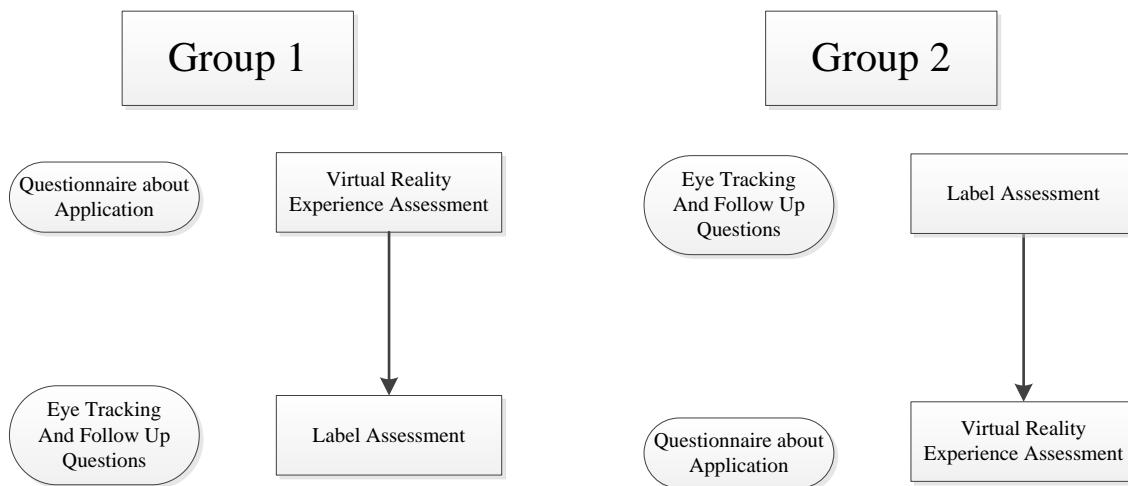 Group 1
Questionnaire about
Application
Virtual Reality
Experience Assessment
Eye Tracking
And Follow Up
Questions
Label Assessment
Group 2
Eye Tracking
And Follow Up
Questions
Label Assessment
Questionnaire about
Application
Virtual Reality
Experience Assessment